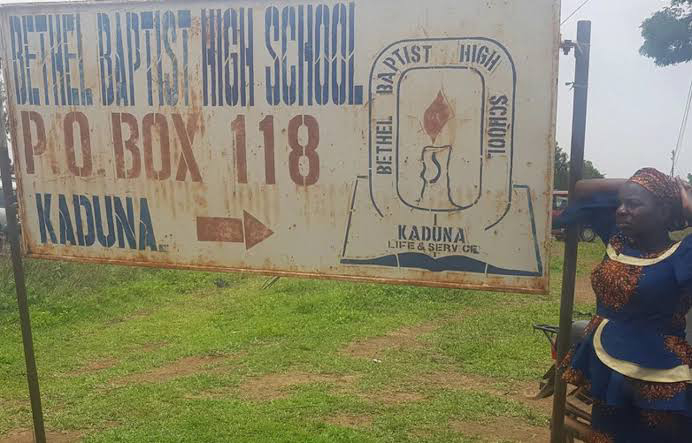 BETHEL BAPTIST HIGH SCHOOL
P.O. BOX 118
KADUNA
BETHEL BAPTIST HIGH SCHOOL
KADUNA
LIFE & SERVICE